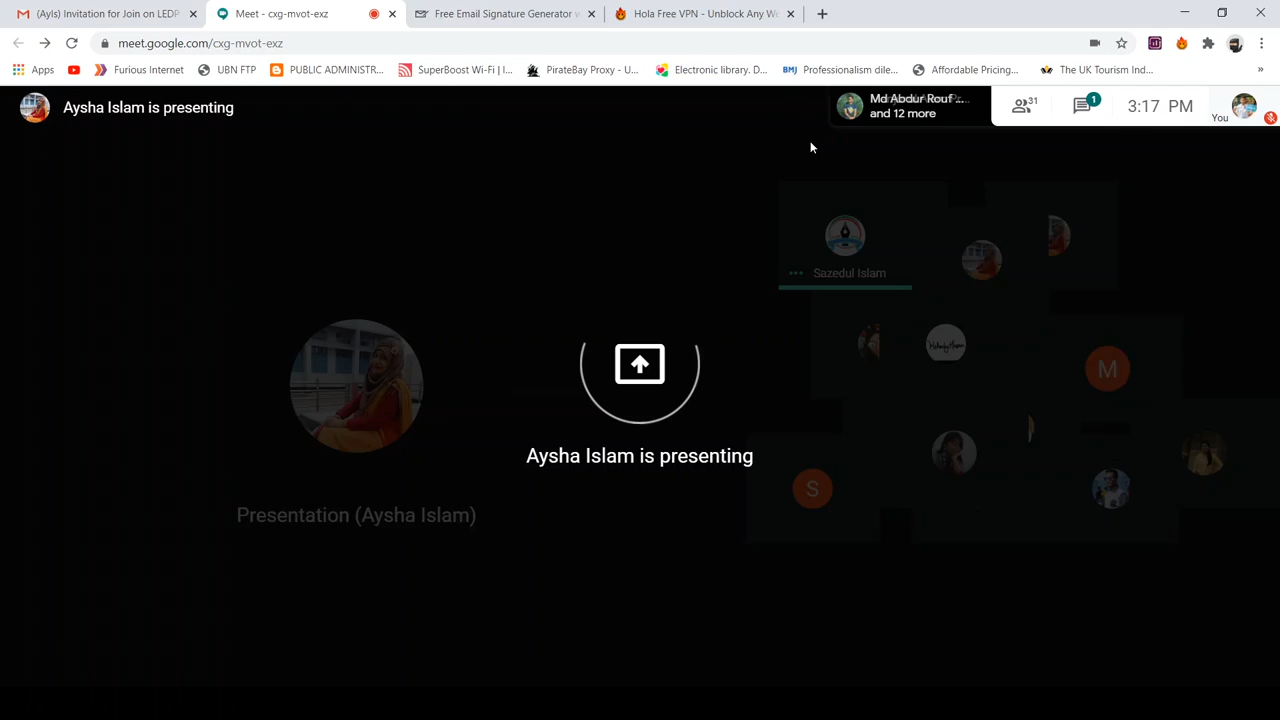 (Ayls) Invitation for Join on LEDP
Meet - cxg-mvot-exz
Free Email Signature Generator w
Hola Free VPN - Unblock Any We
meet.google.com/cxg-mvot-exz
Apps
Furious Internet
UBN FTP
PUBLIC ADMINISTR...
SuperBoost Wi-Fi | I...
PirateBay Proxy - U...
Electronic library. D...
BMJ
Professionalism dile...
Affordable Pricing,...
The UK Tourism Ind...
»
Aysha Islam is presenting
Md Abdur Rouf ...
and 12 more
31
1
3:17 PM
You
Sazedul Islam
M
S
Aysha Islam is presenting
Presentation (Aysha Islam)